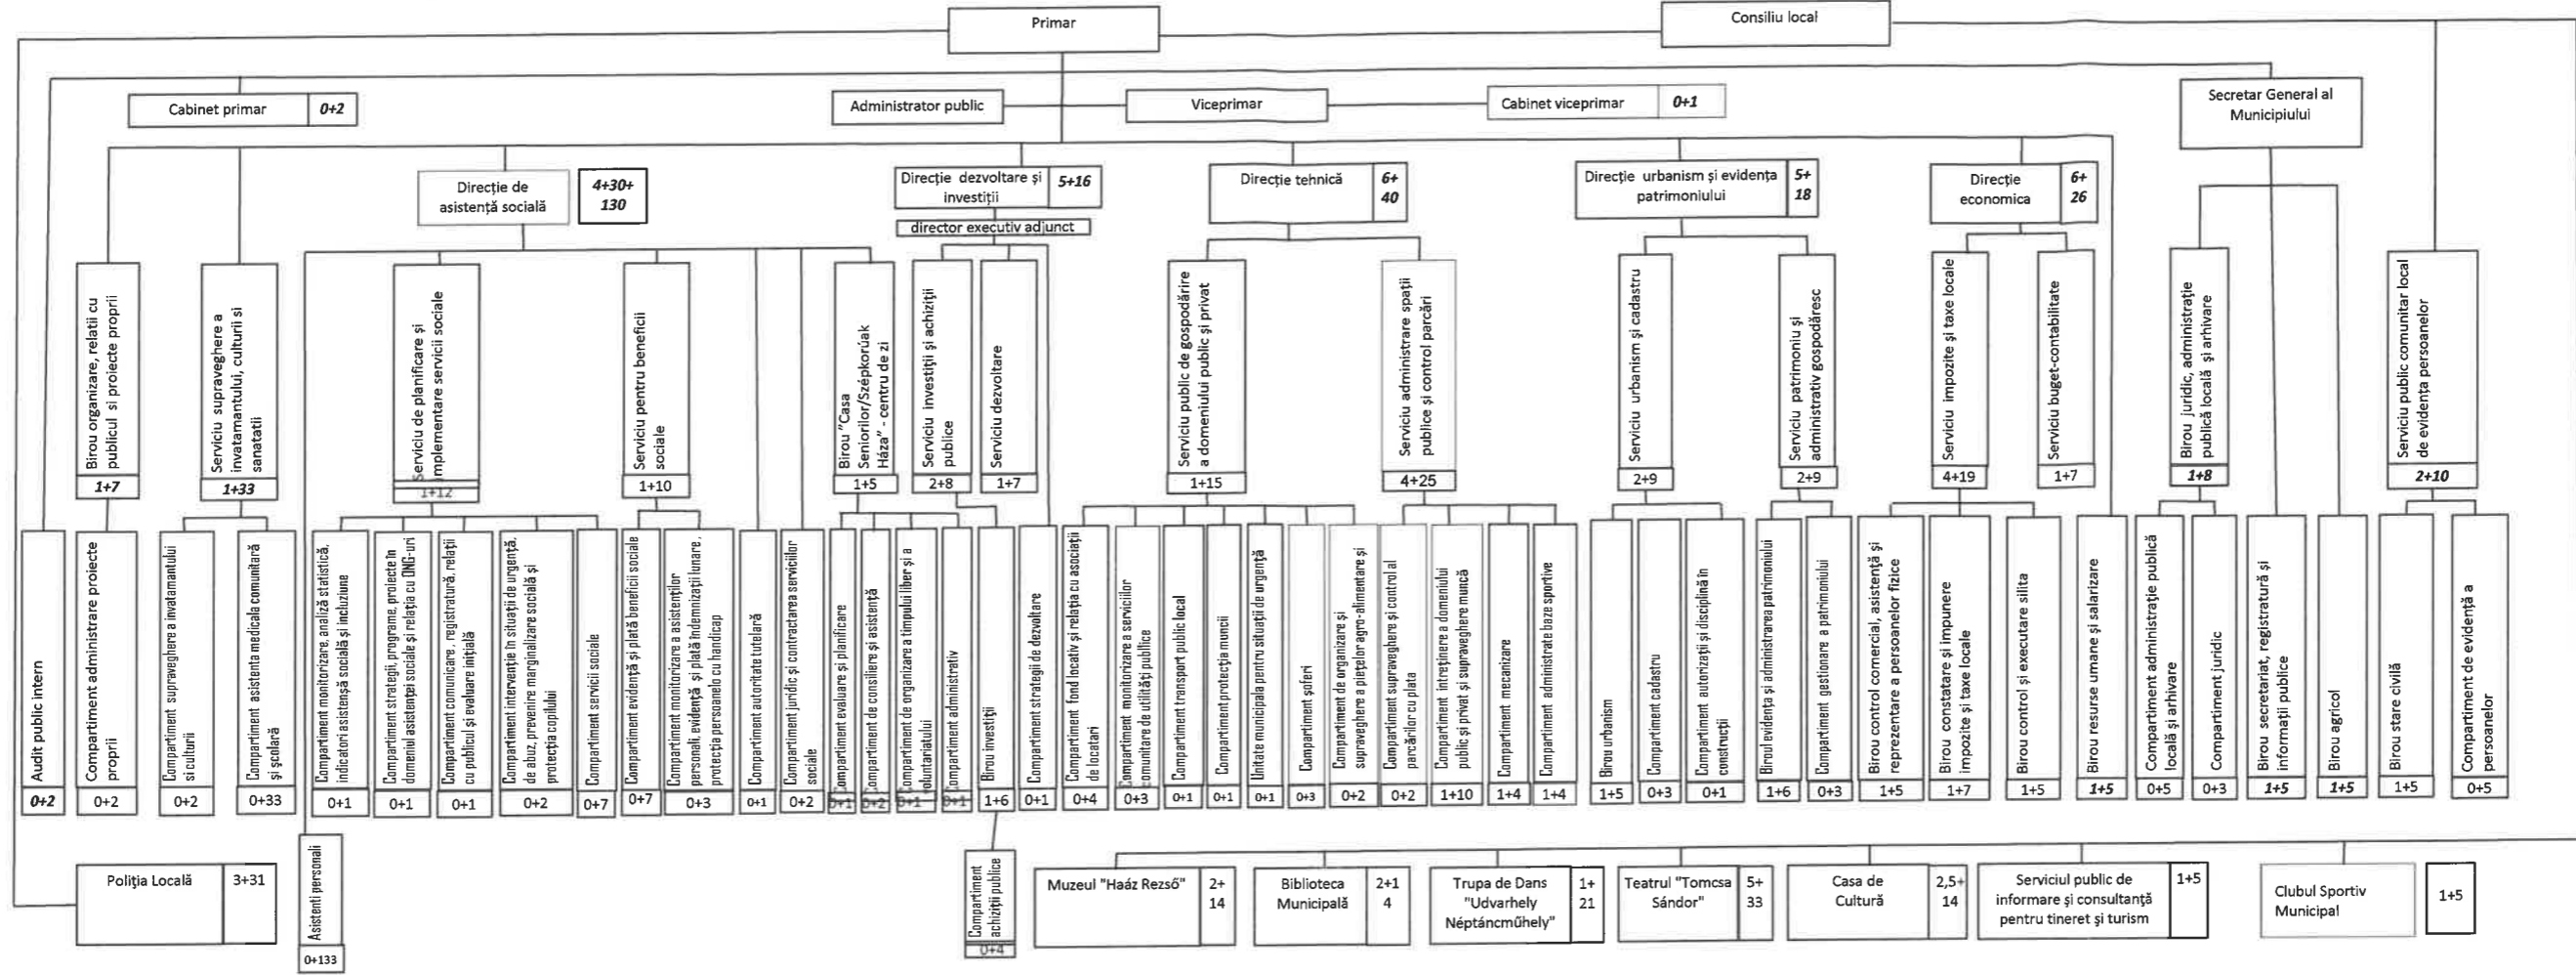 Primar
Consiliu local
Cabinet primar
0+2
Administrator public
Viceprimar
Cabinet viceprimar
0+1
Secretar General al
Municipiului
Direcție de
asistență socială
4+30+
130
Direcție dezvoltare și
investiții
5+16
director executiv adjunct
Direcție tehnică
6+
40
Direcție urbanism și evidența
patrimoniului
5+
18
Direcție
economica
6+
26
Birou organizare, relatii cu
publicul si proiecte proprii
1+7
Serviciu supraveghere a
invatamantului, culturii si
sanatatii
1+33
Serviciu de planificare și
implementare servicii sociale
1+12
Serviciu pentru beneficii
sociale
1+10
Birou "Casa
Seniorilor/Szépkorúak
Háza" - centru de zi
1+5
Serviciu investiții și achiziții
publice
2+8
Serviciu dezvoltare
1+7
Serviciu public de gospodărire
a domeniului public și privat
1+15
Serviciu administrare spații
publice și control parcări
4+25
Serviciu urbanism și cadastru
2+9
Serviciu patrimoniu și
administrativ gospodăresc
2+9
Serviciu impozite și taxe locale
4+19
Serviciu buget-contabilitate
1+7
Birou juridic, administrație
publică locală și arhivare
1+8
Serviciu public comunitar local
de evidența persoanelor
2+10
Audit public intern
0+2
Compartiment administrare proiecte
proprii
0+2
Compartiment supraveghere a invatamantului
si culturii
0+2
Compartiment asistenta medicala comunitară
și școlară
0+33
Compartiment monitorizare, analiză statistică,
indicatori asistenşă socială și incluziune
0+1
Compartiment strategii, programe, proiecte în
domeniul asistenței sociale și relația cu ONG-uri
0+1
Compartiment comunicare, registratură, relații
cu publicul și evaluare inițială
0+1
Compartiment intervenție în situații de urgență,
de abuz, prevenire marginalizare socială și
protecția copilului
0+2
Compartiment servicii sociale
0+7
Compartiment evidență și plată beneficii sociale
0+7
Compartiment monitorizare a asistenților
personali, evidență și plată îndemnizații lunare,
protecția persoanelo cu handicap
0+3
Compartiment autoritate tutelară
0+1
Compartiment juridic și contractarea serviciilor
sociale
0+2
Compartiment evaluare și planificare
0+1
Compartiment de consiliere și asistență
0+2
Compartiment de organizare a timpului liber și a
voluntariatului
0+1
Compartiment administrativ
0+1
Birou investiții
1+6
Compartiment strategii de dezvoltare
0+1
Compartiment fond locativ și relația cu asociații
de locatari
0+4
Compartiment monitorizare a serviciilor
comunitare de utilități publice
0+3
Compartiment transport public local
0+1
Compartiment protecția muncii
0+1
Unitate municipala pentru situații de urgență
0+1
Compartiment șoferi
0+3
Compartiment de organizare și
supraveghere a piețelor agro-alimentare și
0+2
Compartiment supraveghere și control al
parcărilor cu plata
0+2
Compartiment intreținere a domeniului
public și privat și supraveghere muncă
1+10
Compartiment mecanizare
1+4
Compartiment administrate baze sportive
1+4
Birou urbanism
1+5
Compartiment cadastru
0+3
Compartiment autorizații și disciplină în
construcții
0+1
Biroul evidența și administrarea patrimoniului
1+6
Compartiment gestionare a patrimoniului
0+3
Birou control comercial, asistență și
reprezentare a persoanelor fizice
1+5
Birou constatare și impunere
impozite și taxe locale
1+7
Birou control și executare silita
1+5
Birou resurse umane și salarizare
1+5
Compartiment administrație publică
locală și arhivare
0+5
Compartiment juridic
0+3
Birou secretariat, registratură și
informații publice
1+5
Birou agricol
1+5
Birou stare civilă
1+5
Compartiment de evidență a
persoanelor
0+5
Poliția Locală
3+31
Asistenti personali
0+133
Compartiment
achiziții publice
0+4
Muzeul "Haáz Rezső"
2+
14
Biblioteca
Municipală
2+1
4
Trupa de Dans
"Udvarhely
Néptáncműhely"
1+
21
Teatrul "Tomcsa
Sándor"
5+
33
Casa de
Cultură
2,5+
14
Serviciul public de
informare și consultanță
pentru tineret și turism
1+5
Clubul Sportiv
Municipal
1+5